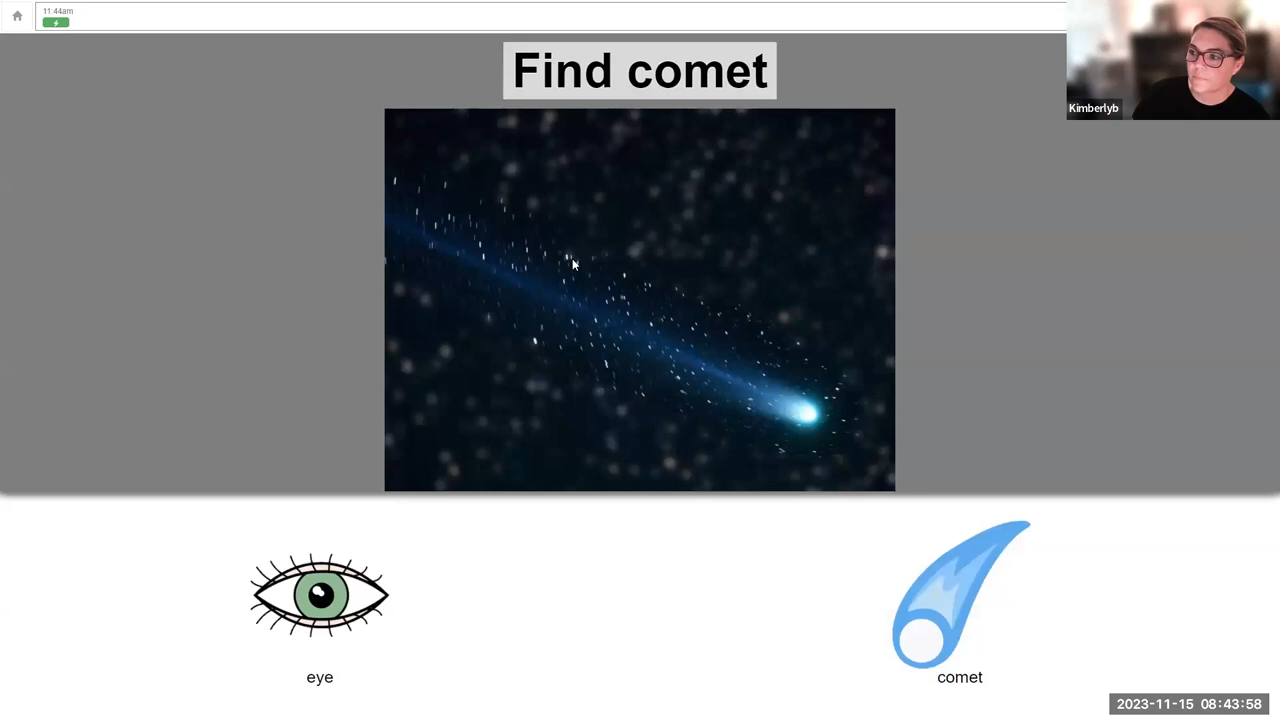 11:44am
Find comet
Kimberlyb
eye
comet
2023-11-15 08:43:58